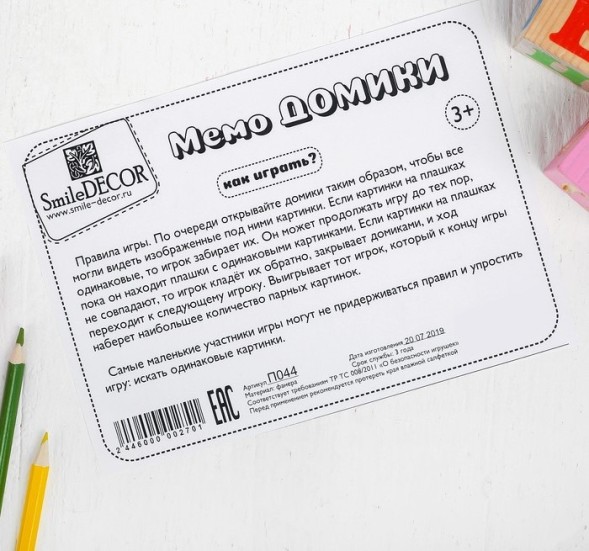 SmileDECOR
www.smile-decor.ru
Мемо ДОМИКИ
3+
как играть?
Правила игры. По очереди открывайте домики таким образом, чтобы все
могли видеть изображенные под ними картинки. Если картинки на плашках
одинаковые, то игрок забирает их. Он может продолжать игру до тех пор,
пока он находит плашки с одинаковыми картинками. Если картинки на плашках
не совпадают, то игрок кладёт их обратно, закрывает домиками, и ход
переходит к следующему игроку. Выигрывает тот игрок, который к концу игры
наберет наибольшее количество парных картинок.
Самые маленькие участники игры могут не придерживаться правил и упростить
игру: искать одинаковые картинки.
2 446000 002701
EAC
Артикул П044
Материал: фанера
Дата изготовления 20.07.2019
Срок службы: 3 года
Соответствует требованиям ТР ТС 008/2011 «О безопасности игрушек»
Перед применением рекомендуется протереть края влажной салфеткой